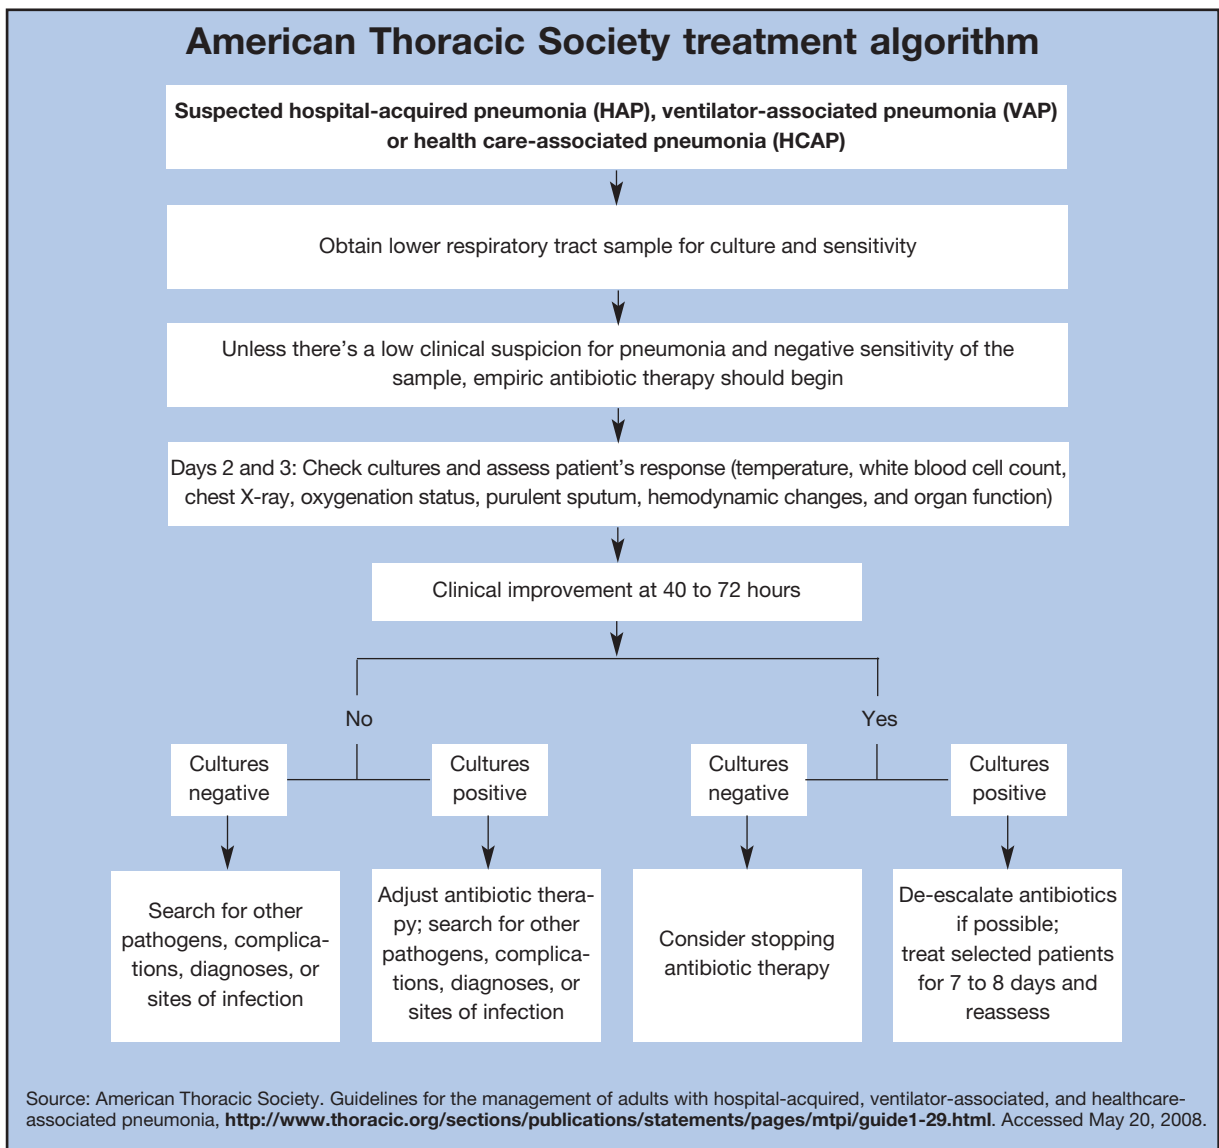 American Thoracic Society treatment algorithm
Suspected hospital-acquired pneumonia (HAP), ventilator-associated pneumonia (VAP)
or health care-associated pneumonia (HCAP)
Obtain lower respiratory tract sample for culture and sensitivity
Unless there's a low clinical suspicion for pneumonia and negative sensitivity of the
sample, empiric antibiotic therapy should begin
Days 2 and 3: Check cultures and assess patient's response (temperature, white blood cell count,
chest X-ray, oxygenation status, purulent sputum, hemodynamic changes, and organ function)
Clinical improvement at 40 to 72 hours
No
Yes
Cultures
negative
Cultures
positive
Cultures
negative
Cultures
positive
Search for other
pathogens, complica-
tions, diagnoses, or
sites of infection
Adjust antibiotic thera-
py; search for other
pathogens, complica-
tions, diagnoses, or
sites of infection
Consider stopping
antibiotic therapy
De-escalate antibiotics
if possible;
treat selected patients
for 7 to 8 days and
reassess
Source: American Thoracic Society. Guidelines for the management of adults with hospital-acquired, ventilator-associated, and healthcare-
associated pneumonia, http://www.thoracic.org/sections/publications/statements/pages/mtpi/guide1-29.html. Accessed May 20, 2008.